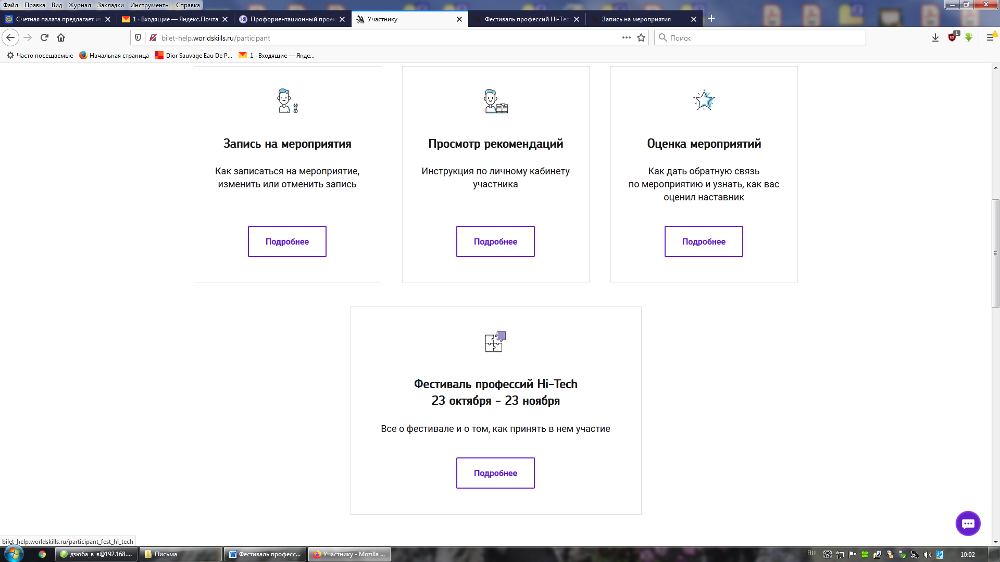 Файл Правка Вид Журнал Закладки Инструменты Справка
Счетная палата предлагает из
1 · Входящие — Яндекс.Почта
Профориентационный проек
Участнику
Фестиваль профессий Hi-Tec
Запись на мероприятия
bilet-help.worldskills.ru/participant
Поиск
1
Часто посещаемые
Начальная страница
Dior Sauvage Eau De P...
1 · Входящие — Янде...
Запись на мероприятия
Как записаться на мероприятие,
изменить или отменить запись
Подробнее
Просмотр рекомендаций
Инструкция по личному кабинету
участника
Подробнее
Оценка мероприятий
Как дать обратную связь
по мероприятию и узнать, как вас
оценил наставник
Подробнее
Фестиваль профессий Hi-Tech
23 октября - 23 ноября
Все о фестивале и о том, как принять в нем участие
Подробнее
bilet-help.worldskills.ru/participant_fest_hi_tech
дзюба_в_в@192.168....
Письма
Фестиваль професс...
Участнику - Mozilla ...
RU
10:02